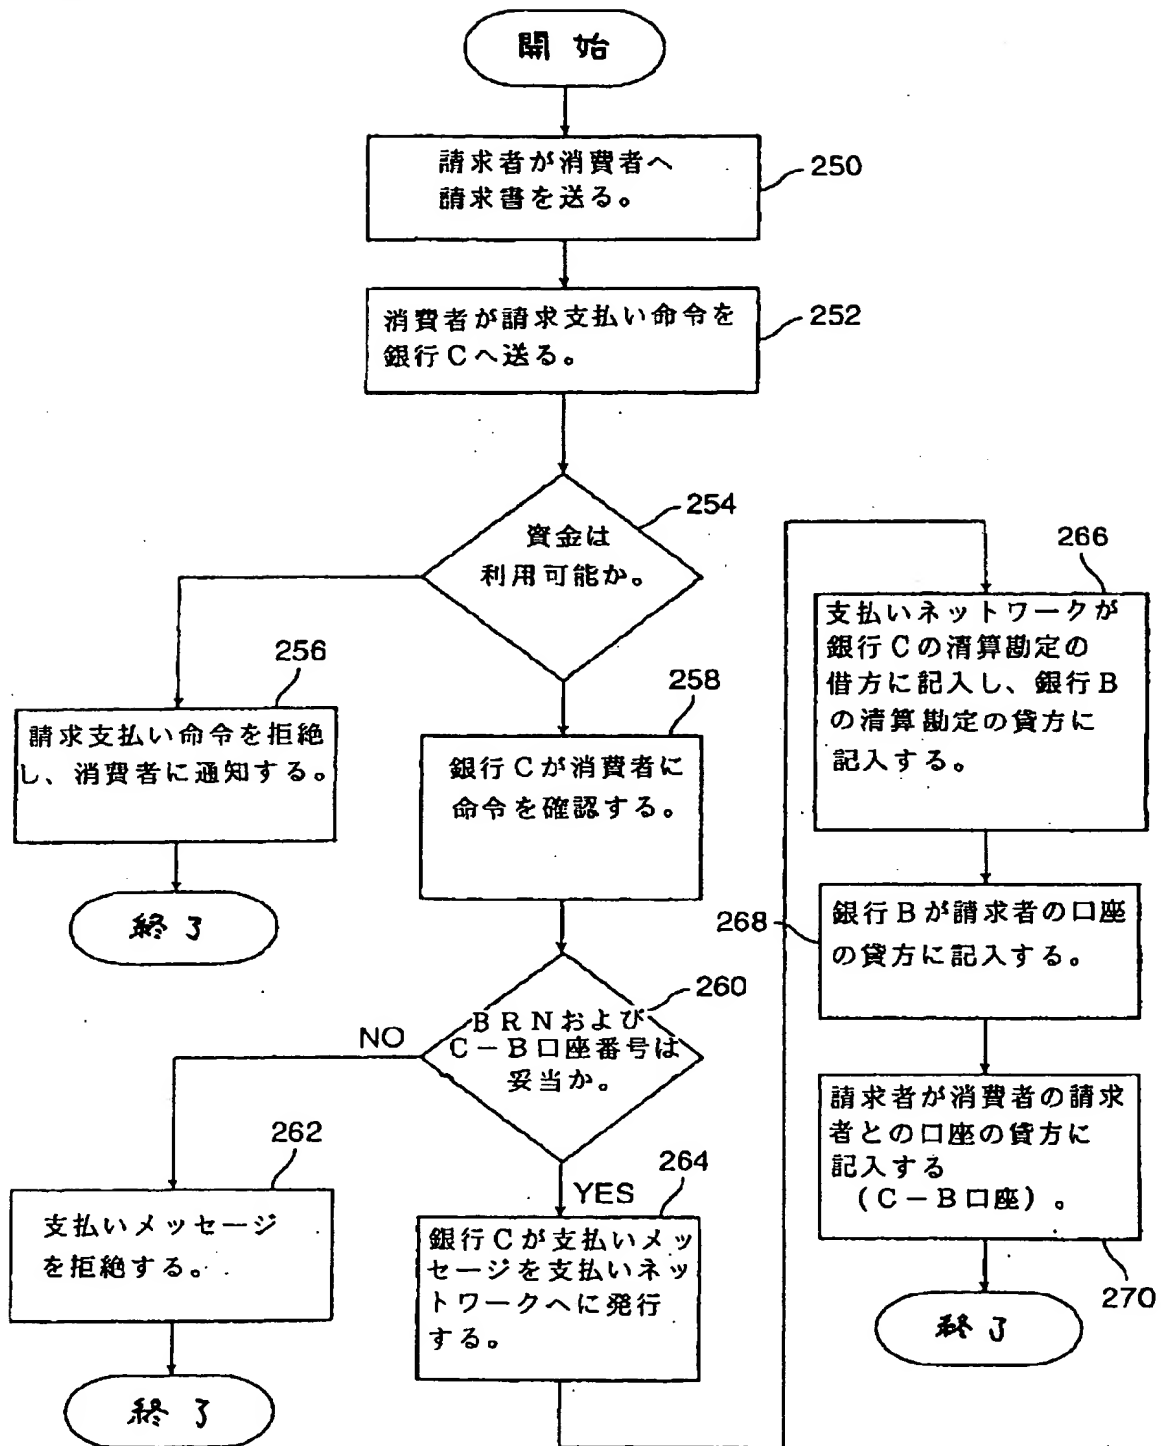 開始
請求者が消費者へ
請求書を送る。
250
消費者が請求支払い命令を
銀行Cへ送る。
252
資金は
利用可能か。
254
請求支払い命令を拒絶
し、消費者に通知する。
256
終了
銀行Cが消費者に
命令を確認する。
258
BRNおよび
C－B口座番号は
妥当か。
260
NO
支払いメッセージ
を拒絶する。
262
終了
YES
銀行Cが支払いメッ
セージを支払いネッ
トワークへに発行
する。
264
支払いネットワークが
銀行Cの清算勘定の
借方に記入し、銀行B
の清算勘定の貸方に
記入する。
266
銀行Bが請求者の口座
の貸方に記入する。
268
請求者が消費者の請求
者との口座の貸方に
記入する
（C－B口座）。
270
終了